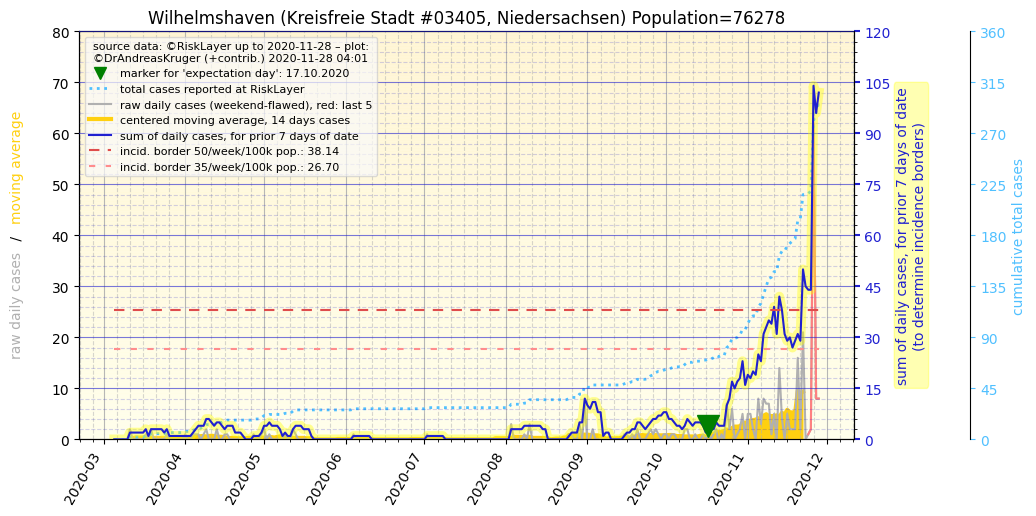 Wilhelmshaven (Kreisfreie Stadt #03405, Niedersachsen) Population=76278
source data: ©RiskLayer up to 2020-11-28 – plot:
©DrAndreasKruger (+contrib.) 2020-11-28 04:01
marker for 'expectation day': 17.10.2020
total cases reported at RiskLayer
raw daily cases (weekend-flawed), red: last 5
centered moving average, 14 days cases
sum of daily cases, for prior 7 days of date
incid. border 50/week/100k pop.: 38.14
incid. border 35/week/100k pop.: 26.70
raw daily cases / moving average
80
70
60
50
40
30
20
10
0
2020-03
2020-04
2020-05
2020-06
2020-07
2020-08
2020-09
2020-10
2020-11
2020-12
120
105
90
75
60
45
30
15
0
sum of daily cases, for prior 7 days of date
(to determine incidence borders)
360
315
270
225
180
135
90
45
0
cumulative total cases